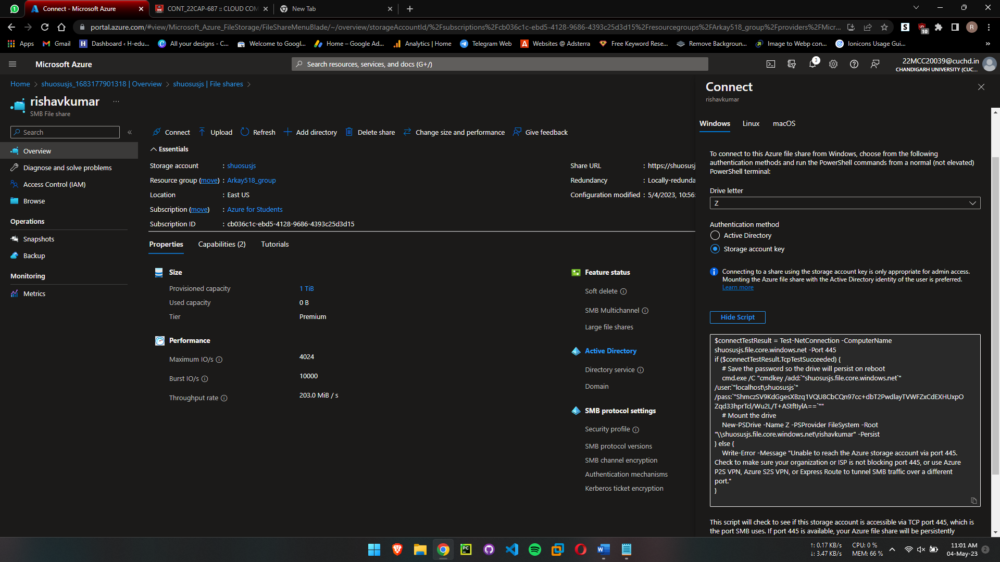 1
Connect - Microsoft Azure
CONT_22CAP-687 :: CLOUD COM
New Tab
portal.azure.com/#view/Microsoft_Azure_FileStorage/FileShareMenuBlade/~/overview/storageAccountId/%2Fsubscriptions%2Fcb036c1c-ebd5-4128-9686-4393c25d3d15%2Fresourcegroups%2FArkay518_group%2Fproviders%2FMicr...
10
R
Apps
Gmail
Dashboard ‹ H-edu...
All your designs - C...
Welcome to Googl...
Home – Google Ad...
Analytics | Home
Telegram Web
Websites @ Adsterra
Free Keyword Rese...
Remove Backgroun...
Image to Webp con...
Ionicons Usage Gui...
»
Microsoft Azure
Search resources, services, and docs (G+/)
3
22MCC20039@cuchd.in
CHANDIGARH UNIVERSITY (CUC...
Home > shuosusjs_1683177901318 | Overview > shuosusjs | File shares >
rishavkumar
...
SMB File share
Search
«
Overview
Diagnose and solve problems
Access Control (IAM)
Browse
Operations
Snapshots
Backup
Monitoring
Metrics
Connect
Upload
Refresh
Add directory
Delete share
Change size and performance
Give feedback
Essentials
Storage account : shuosusjs
Resource group (move) : Arkay518_group
Location : East US
Subscription (move) : Azure for Students
Subscription ID : cb036c1c-ebd5-4128-9686-4393c25d3d15
Share URL : https://shuosusj
Redundancy : Locally-redunda
Configuration modified : 5/4/2023, 10:56:
Properties
Capabilities (2)
Tutorials
Size
Provisioned capacity 1 TiB
Used capacity 0 B
Tier Premium
Performance
Maximum IO/s 4024
Burst IO/s 10000
Throughput rate 203.0 MiB / s
Feature status
Soft delete
SMB Multichannel
Large file shares
Active Directory
Directory service
Domain
SMB protocol settings
Security profile
SMB protocol versions
SMB channel encryption
Authentication mechanisms
Kerberos ticket encryption
Connect
rishavkumar
Windows
Linux
macOS
To connect to this Azure file share from Windows, choose from the following
authentication methods and run the PowerShell commands from a normal (not elevated)
PowerShell terminal:
Drive letter
Z
Authentication method
Active Directory
Storage account key
Connecting to a share using the storage account key is only appropriate for admin access.
Mounting the Azure file share with the Active Directory identity of the user is preferred.
Learn more
Hide Script
$connectTestResult = Test-NetConnection -ComputerName
shuosusjs.file.core.windows.net -Port 445
if ($connectTestResult.TcpTestSucceeded) {
# Save the password so the drive will persist on reboot
cmd.exe /C "cmdkey /add:`"shuosusjs.file.core.windows.net`"
/user:`"localhost\shuosusjs`"
/pass:`"ShmczSV9KdGgesXBzq1VQU8CbCQn97cc+dbT2PwdlayTVWFZxCdEXHUxpO
Zqd33hprTcl/Wu2L/T+AStftIylA==`""
# Mount the drive
New-PSDrive -Name Z -PSProvider FileSystem -Root
"\\shuosusjs.file.core.windows.net\rishavkumar" -Persist
} else {
Write-Error -Message "Unable to reach the Azure storage account via port 445.
Check to make sure your organization or ISP is not blocking port 445, or use Azure
P2S VPN, Azure S2S VPN, or Express Route to tunnel SMB traffic over a different
port."
}
This script will check to see if this storage account is accessible via TCP port 445, which is
the port SMB uses. If port 445 is available, your Azure file share will be persistently
PC
↑: 0.17 KB/s
↓: 3.47 KB/s
CPU: 0 %
MEM: 66 %
11:01 AM
04-May-23
2